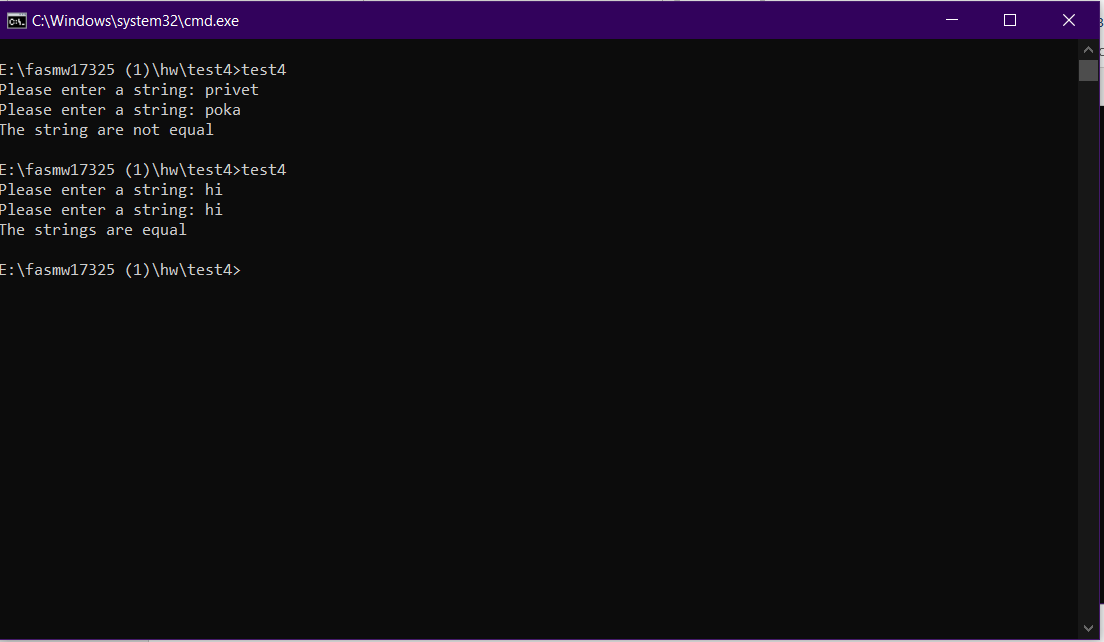 C:\Windows\system32\cmd.exe
E:\fasmw17325 (1)\hw\test4>test4
Please enter a string: privet
Please enter a string: poka
The string are not equal
E:\fasmw17325 (1)\hw\test4>test4
Please enter a string: hi
Please enter a string: hi
The strings are equal
E:\fasmw17325 (1)\hw\test4>